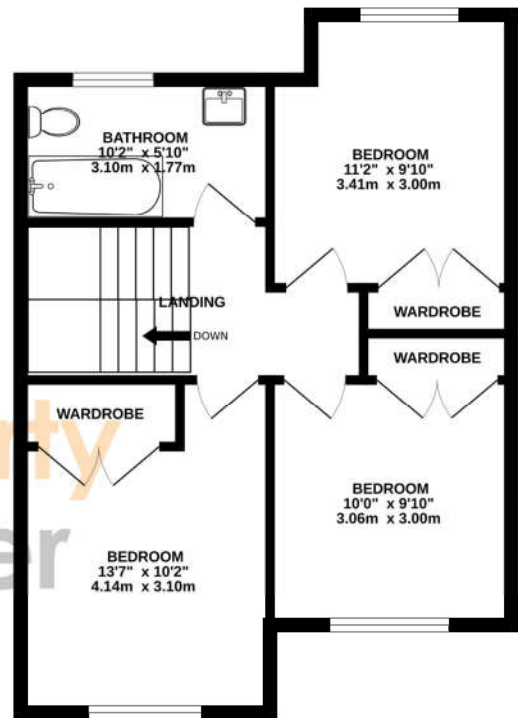 BATHROOM
10'2" x 5'10"
3.10m x 1.77m
BEDROOM
11'2" x 9'10"
3.41m x 3.00m
LANDING
DOWN
WARDROBE
WARDROBE
WARDROBE
BEDROOM
10'0" x 9'10"
3.06m x 3.00m
BEDROOM
13'7" x 10'2"
4.14m x 3.10m
rty
er